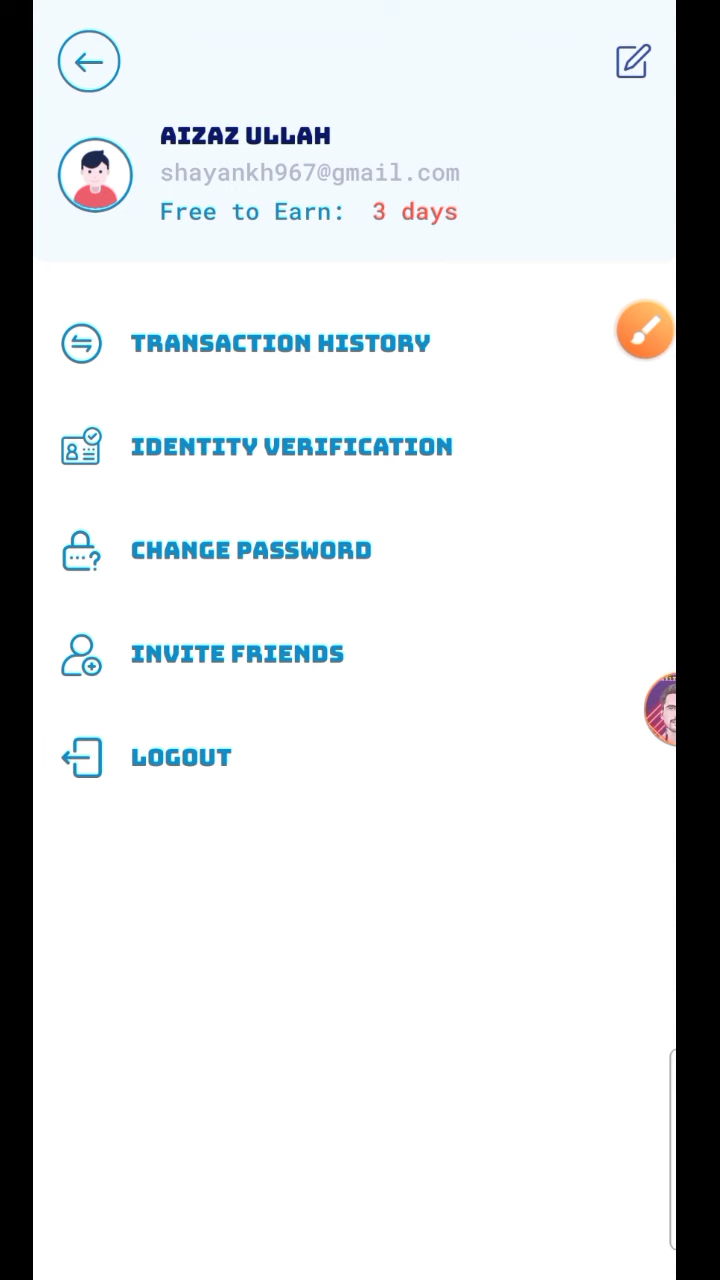 AIZAZ ULLAH
shayankh967@gmail.com
Free to Earn: 3 days
TRANSACTION HISTORY
IDENTITY VERIFICATION
CHANGE PASSWORD
INVITE FRIENDS
LOGOUT